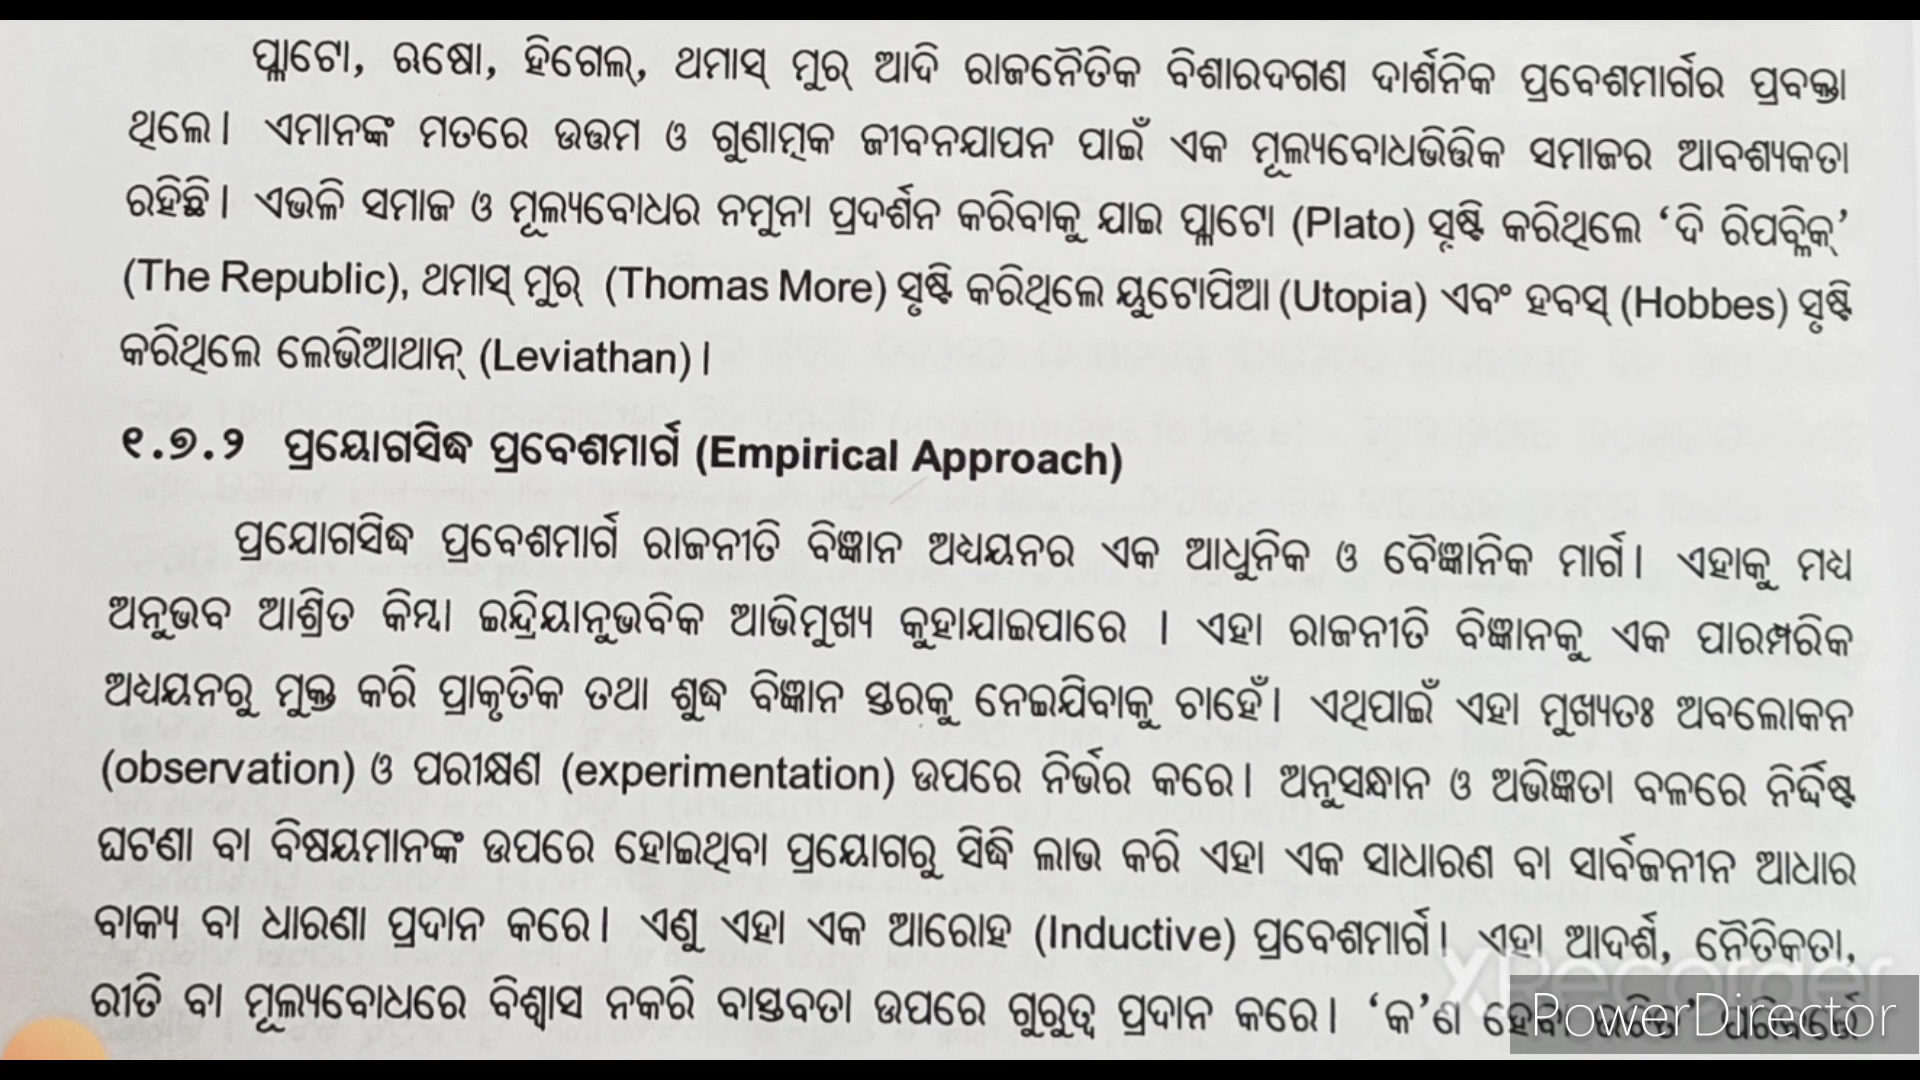 ପ୍ଲାଟୋ, ଋଷୋ, ହିଗେଲ୍, ଥମାସ୍ ମୁର୍ ଆଦି ରାଜନୈତିକ ବିଶାରଦଗଣ ଦାର୍ଶନିକ ପ୍ରବେଶମାର୍ଗର ପ୍ରବକ୍ତା
ଥିଲେ। ଏମାନଙ୍କ ମତରେ ଉତ୍ତମ ଓ ଗୁଣାତ୍ମକ ଜୀବନଯାପନ ପାଇଁ ଏକ ମୂଲ୍ୟବୋଧଭିତ୍ତିକ ସମାଜର ଆବଶ୍ୟକତା
ରହିଛି। ଏଭଳି ସମାଜ ଓ ମୂଲ୍ୟବୋଧର ନମୁନା ପ୍ରଦର୍ଶନ କରିବାକୁ ଯାଇ ପ୍ଲାଟୋ (Plato) ସୃଷ୍ଟି କରିଥିଲେ ‘ଦି ରିପବ୍ଲିକ୍’
(The Republic), ଥମାସ୍ ମୁର୍ (Thomas More) ସୃଷ୍ଟି କରିଥିଲେ ୟୁଟୋପିଆ (Utopia) ଏବଂ ହବସ୍ (Hobbes) ସୃଷ୍ଟି
କରିଥିଲେ ଲେଭିଆଥାନ୍ (Leviathan)।
୧.୭.୨ ପ୍ରୟୋଗସିଦ୍ଧ ପ୍ରବେଶମାର୍ଗ (Empirical Approach)
ପ୍ରଯୋଗସିଦ୍ଧ ପ୍ରବେଶମାର୍ଗ ରାଜନୀତି ବିଜ୍ଞାନ ଅଧ୍ୟୟନର ଏକ ଆଧୁନିକ ଓ ବୈଜ୍ଞାନିକ ମାର୍ଗ। ଏହାକୁ ମଧ୍ୟ
ଅନୁଭବ ଆଶ୍ରିତ କିମ୍ବା ଇନ୍ଦ୍ରିୟାନୁଭବିକ ଆଭିମୁଖ୍ୟ କୁହାଯାଇପାରେ । ଏହା ରାଜନୀତି ବିଜ୍ଞାନକୁ ଏକ ପାରମ୍ପରିକ
ଅଧ୍ୟୟନରୁ ମୁକ୍ତ କରି ପ୍ରାକୃତିକ ତଥା ଶୁଦ୍ଧ ବିଜ୍ଞାନ ସ୍ତରକୁ ନେଇଯିବାକୁ ଚାହେଁ। ଏଥିପାଇଁ ଏହା ମୁଖ୍ୟତଃ ଅବଲୋକନ
(observation) ଓ ପରୀକ୍ଷଣ (experimentation) ଉପରେ ନିର୍ଭର କରେ। ଅନୁସନ୍ଧାନ ଓ ଅଭିଜ୍ଞତା ବଳରେ ନିର୍ଦ୍ଦିଷ୍ଟ
ଘଟଣା ବା ବିଷୟମାନଙ୍କ ଉପରେ ହୋଇଥିବା ପ୍ରୟୋଗରୁ ସିଦ୍ଧି ଲାଭ କରି ଏହା ଏକ ସାଧାରଣ ବା ସାର୍ବଜନୀନ ଆଧାର
ବାକ୍ୟ ବା ଧାରଣା ପ୍ରଦାନ କରେ। ଏଣୁ ଏହା ଏକ ଆରୋହ (Inductive) ପ୍ରବେଶମାର୍ଗ। ଏହା ଆଦର୍ଶ, ନୈତିକତା,
ରୀତି ବା ମୂଲ୍ୟବୋଧରେ ବିଶ୍ୱାସ ନକରି ବାସ୍ତବତା ଉପରେ ଗୁରୁତ୍ୱ ପ୍ରଦାନ କରେ। ‘କ’ଣ
XRecorder
PowerDirector